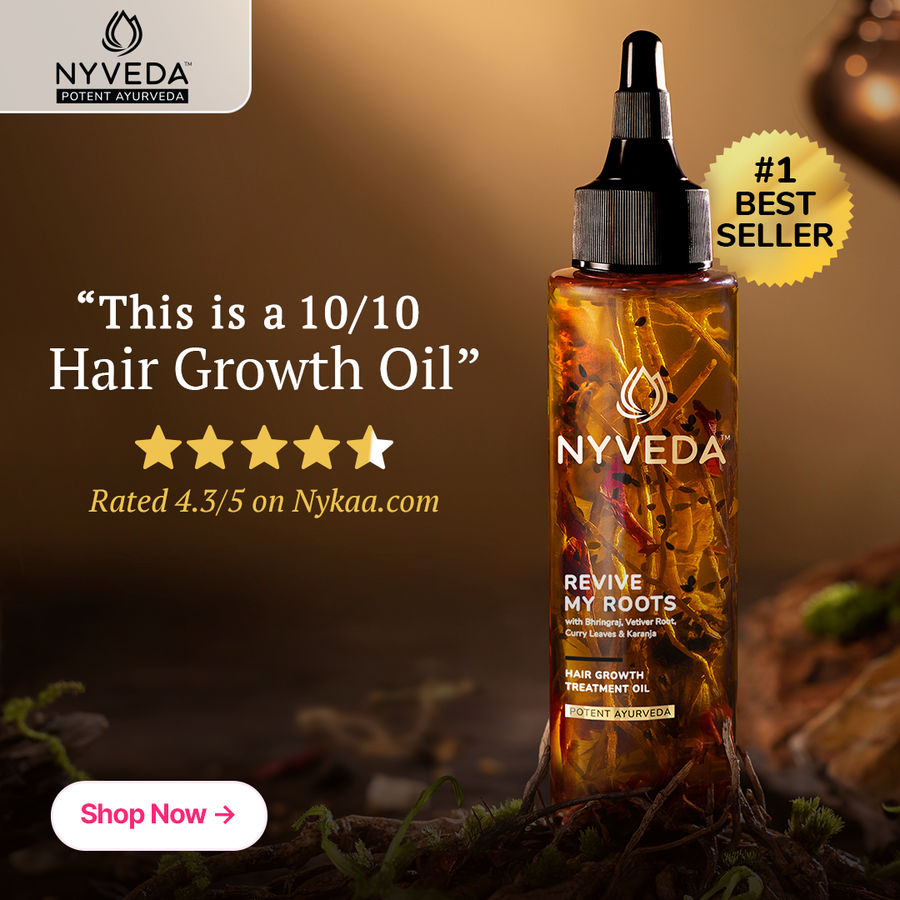 NYVEDA™
POTENT AYURVEDA
#1
BEST
SELLER
“This is a 10/10
Hair Growth Oil”
Rated 4.3/5 on Nykaa.com
NYVEDA™
REVIVE
MY ROOTS
with Bhringraj, Vetiver Root,
Curry Leaves & Karanja
HAIR GROWTH
TREATMENT OIL
POTENT AYURVEDA
Shop Now →